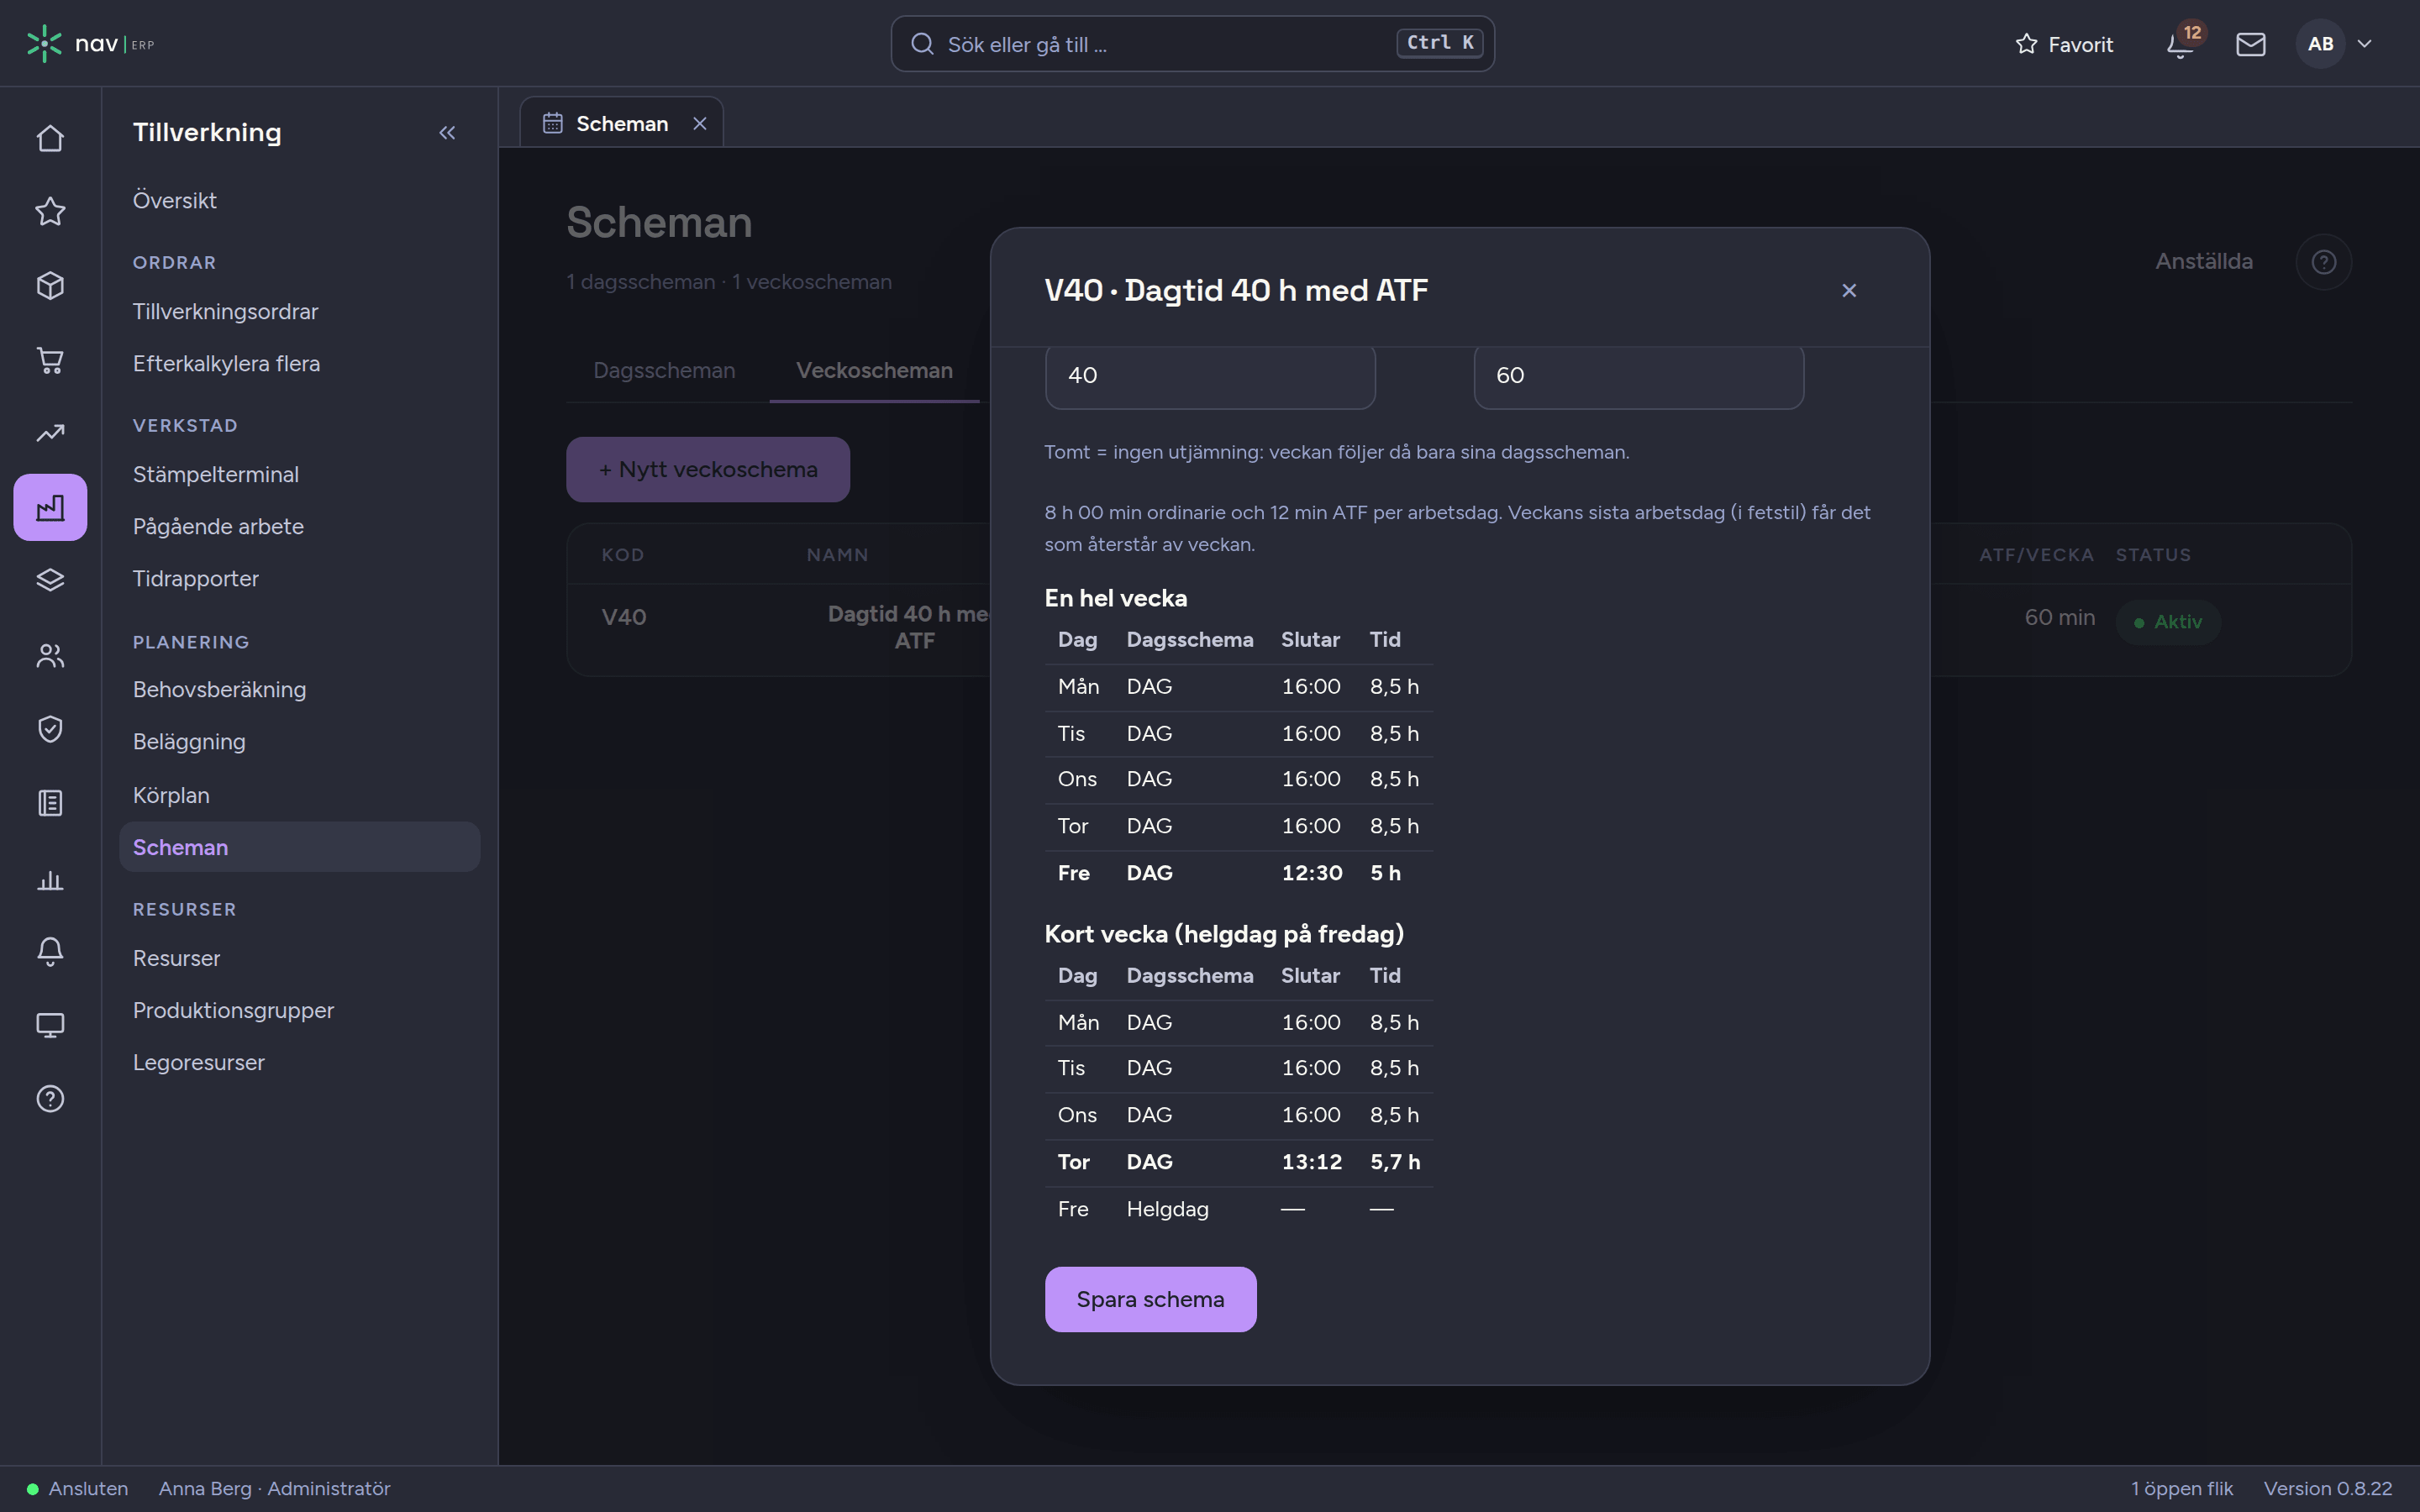 nav | ERP
Sök eller gå till ...
Ctrl K
Favorit
12
AB
Tillverkning
Översikt
ORDRAR
Tillverkningsordrar
Efterkalkylera flera
VERKSTAD
Stämpelterminal
Pågående arbete
Tidrapporter
PLANERING
Behovsberäkning
Beläggning
Körplan
Scheman
RESURSER
Resurser
Produktionsgrupper
Legoresurser
Scheman
Scheman
1 dagsscheman · 1 veckoscheman
Anställda
Dagsscheman
Veckoscheman
+ Nytt veckoschema
KOD NAMN ATF/VECKA STATUS
V40 Dagtid 40 h me
ATF
60 min Aktiv
V40 · Dagtid 40 h med ATF
40 60
Tomt = ingen utjämning: veckan följer då bara sina dagsscheman.
8 h 00 min ordinarie och 12 min ATF per arbetsdag. Veckans sista arbetsdag (i fetstil) får det
som återstår av veckan.
En hel vecka
Dag Dagsschema Slutar Tid
Mån DAG 16:00 8,5 h
Tis DAG 16:00 8,5 h
Ons DAG 16:00 8,5 h
Tor DAG 16:00 8,5 h
Fre DAG 12:30 5 h
Kort vecka (helgdag på fredag)
Dag Dagsschema Slutar Tid
Mån DAG 16:00 8,5 h
Tis DAG 16:00 8,5 h
Ons DAG 16:00 8,5 h
Tor DAG 13:12 5,7 h
Fre Helgdag — —
Spara schema
Ansluten Anna Berg · Administratör
1 öppen flik Version 0.8.22